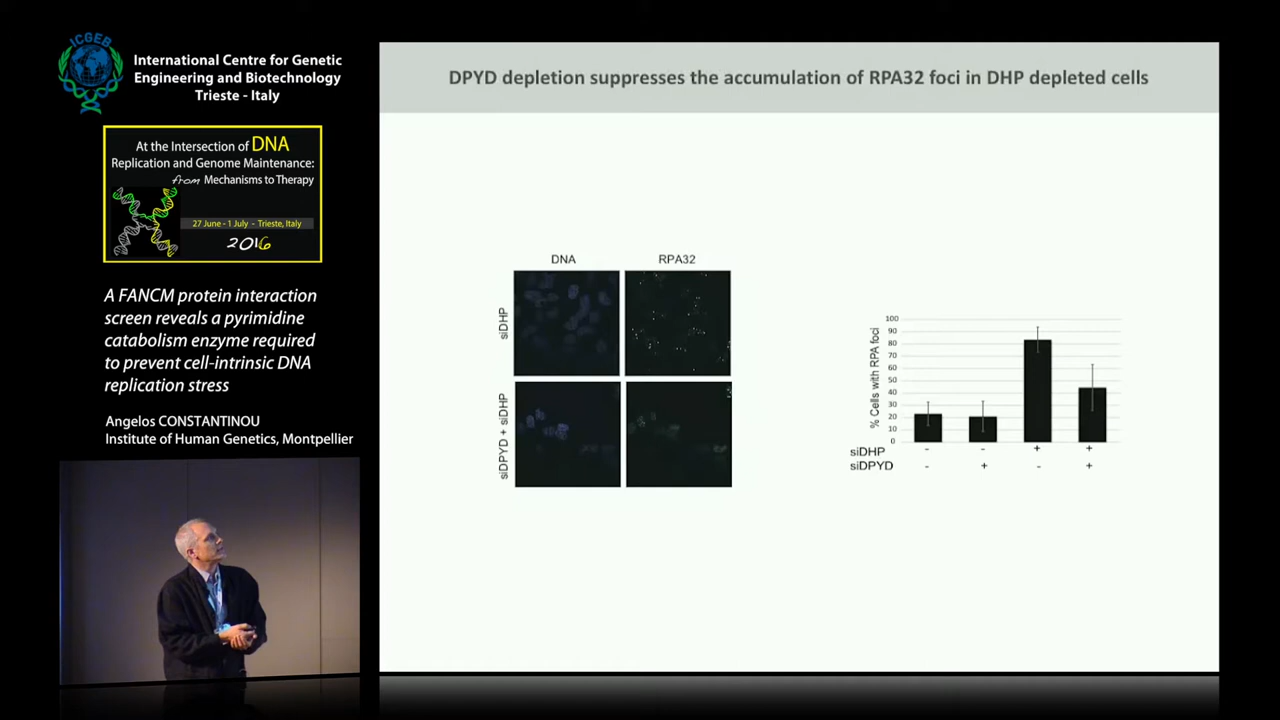 ICGEB
International Centre for Genetic
Engineering and Biotechnology
Trieste - Italy
At the Intersection of DNA
Replication and Genome Maintenance:
from Mechanisms to Therapy
27 June - 1 July - Trieste, Italy
2016
A FANCM protein interaction
screen reveals a pyrimidine
catabolism enzyme required
to prevent cell-intrinsic DNA
replication stress
Angelos CONSTANTINOU
Institute of Human Genetics, Montpellier
DPYD depletion suppresses the accumulation of RPA32 foci in DHP depleted cells
DNA RPA32
siDHP
siDPYD + siDHP
% Cells with RPA foci
100
90
80
70
60
50
40
30
20
10
0
siDHP - - + +
siDPYD - + - +